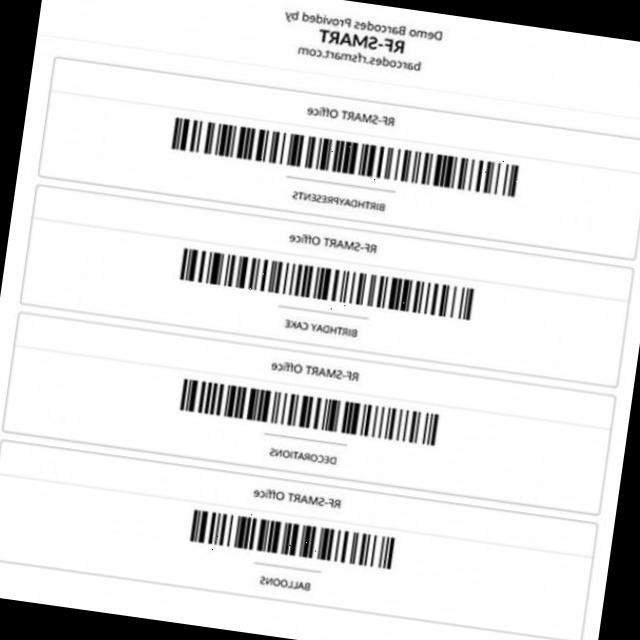 Demo Barcodes Provided by
RF-SMART
barcodes.rfsmart.com
RF-SMART Office
BIRTHDAYPRESENTS
RF-SMART Office
BIRTHDAY CAKE
RF-SMART Office
DECORATIONS
RF-SMART Office
BALLOONS